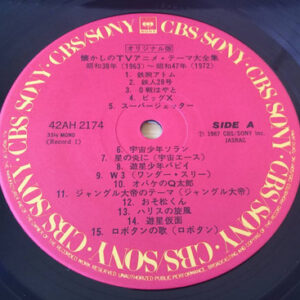 CBS/SONY · CBS/SONY · CBS/SONY · CBS/SONY
CBS
SONY
オリジナル版
懐かしのTVアニメ・テーマ大全集
昭和38年(1963)〜昭和47年(1972)
1. 鉄腕アトム
2. 鉄人28号
3. 0戦はやと
4. ビッグX
5. スーパージェッター
42AH 2174
33⅓ MONO
(Record 1)
SIDE A
Ⓟ 1987 CBS/SONY Inc.
JASRAC
6. 宇宙少年ソラン
7. 星の炎に(宇宙エース)
8. 遊星少年パピイ
9. W3(ワンダー・スリー)
10. オバケのQ太郎
11. ジャングル大帝のテーマ(ジャングル大帝)
12. おそ松くん
13. ハリスの旋風
14. 遊星仮面
15. ロボタンの歌(ロボタン)